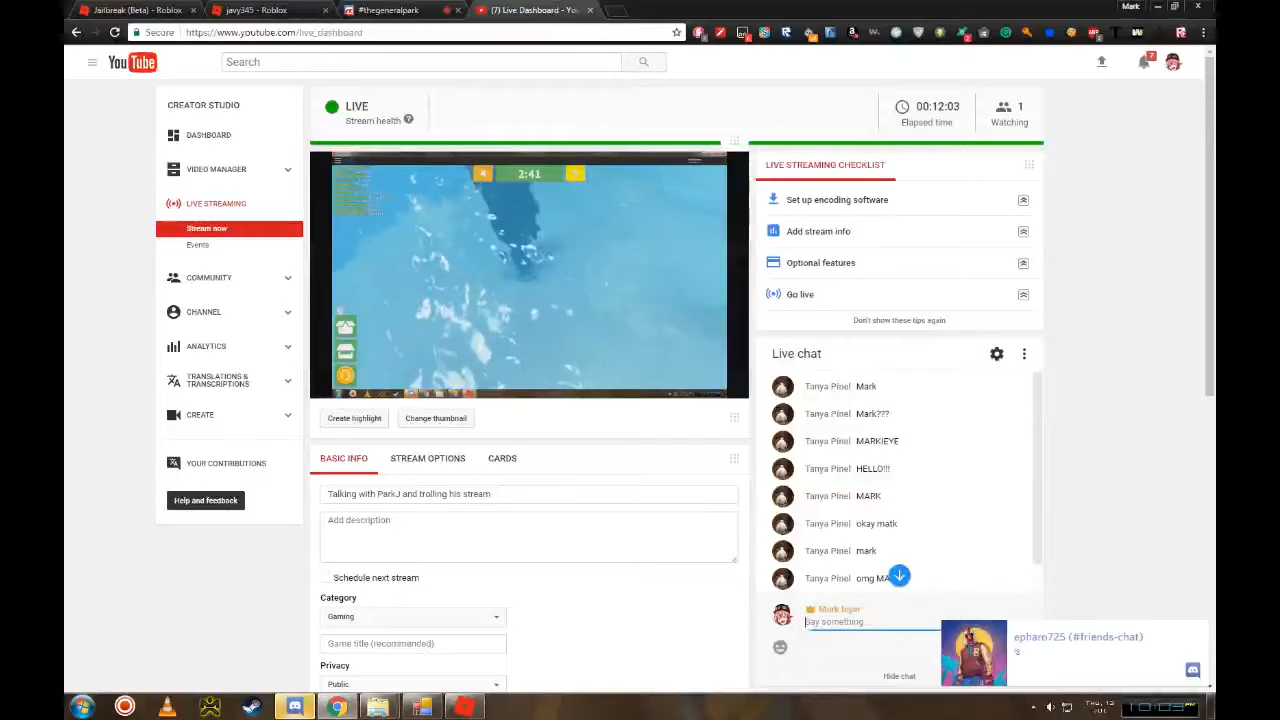 Jailbreak (Beta) - Roblox
javy345 - Roblox
#thegeneralpark
(7) Live Dashboard - Yo
Mark
Secure
https://www.youtube.com/live_dashboard
YouTube
Search
7
CREATOR STUDIO
DASHBOARD
VIDEO MANAGER
LIVE STREAMING
Stream now
Events
COMMUNITY
CHANNEL
ANALYTICS
TRANSLATIONS &
TRANSCRIPTIONS
CREATE
YOUR CONTRIBUTIONS
Help and feedback
LIVE
Stream health
00:12:03
Elapsed time
1
Watching
4
2:41
Create highlight
Change thumbnail
BASIC INFO
STREAM OPTIONS
CARDS
Talking with ParkJ and trolling his stream
Add description
Schedule next stream
Category
Gaming
Game title (recommended)
Privacy
Public
LIVE STREAMING CHECKLIST
Set up encoding software
Add stream info
Optional features
Go live
Don't show these tips again
Live chat
Tanya Pinel Mark
Tanya Pinel Mark???
Tanya Pinel MARKIEYE
Tanya Pinel HELLO!!!
Tanya Pinel MARK
Tanya Pinel okay matk
Tanya Pinel mark
Tanya Pinel omg MA
Say something...
Hide chat
epharo725 (#friends-chat)